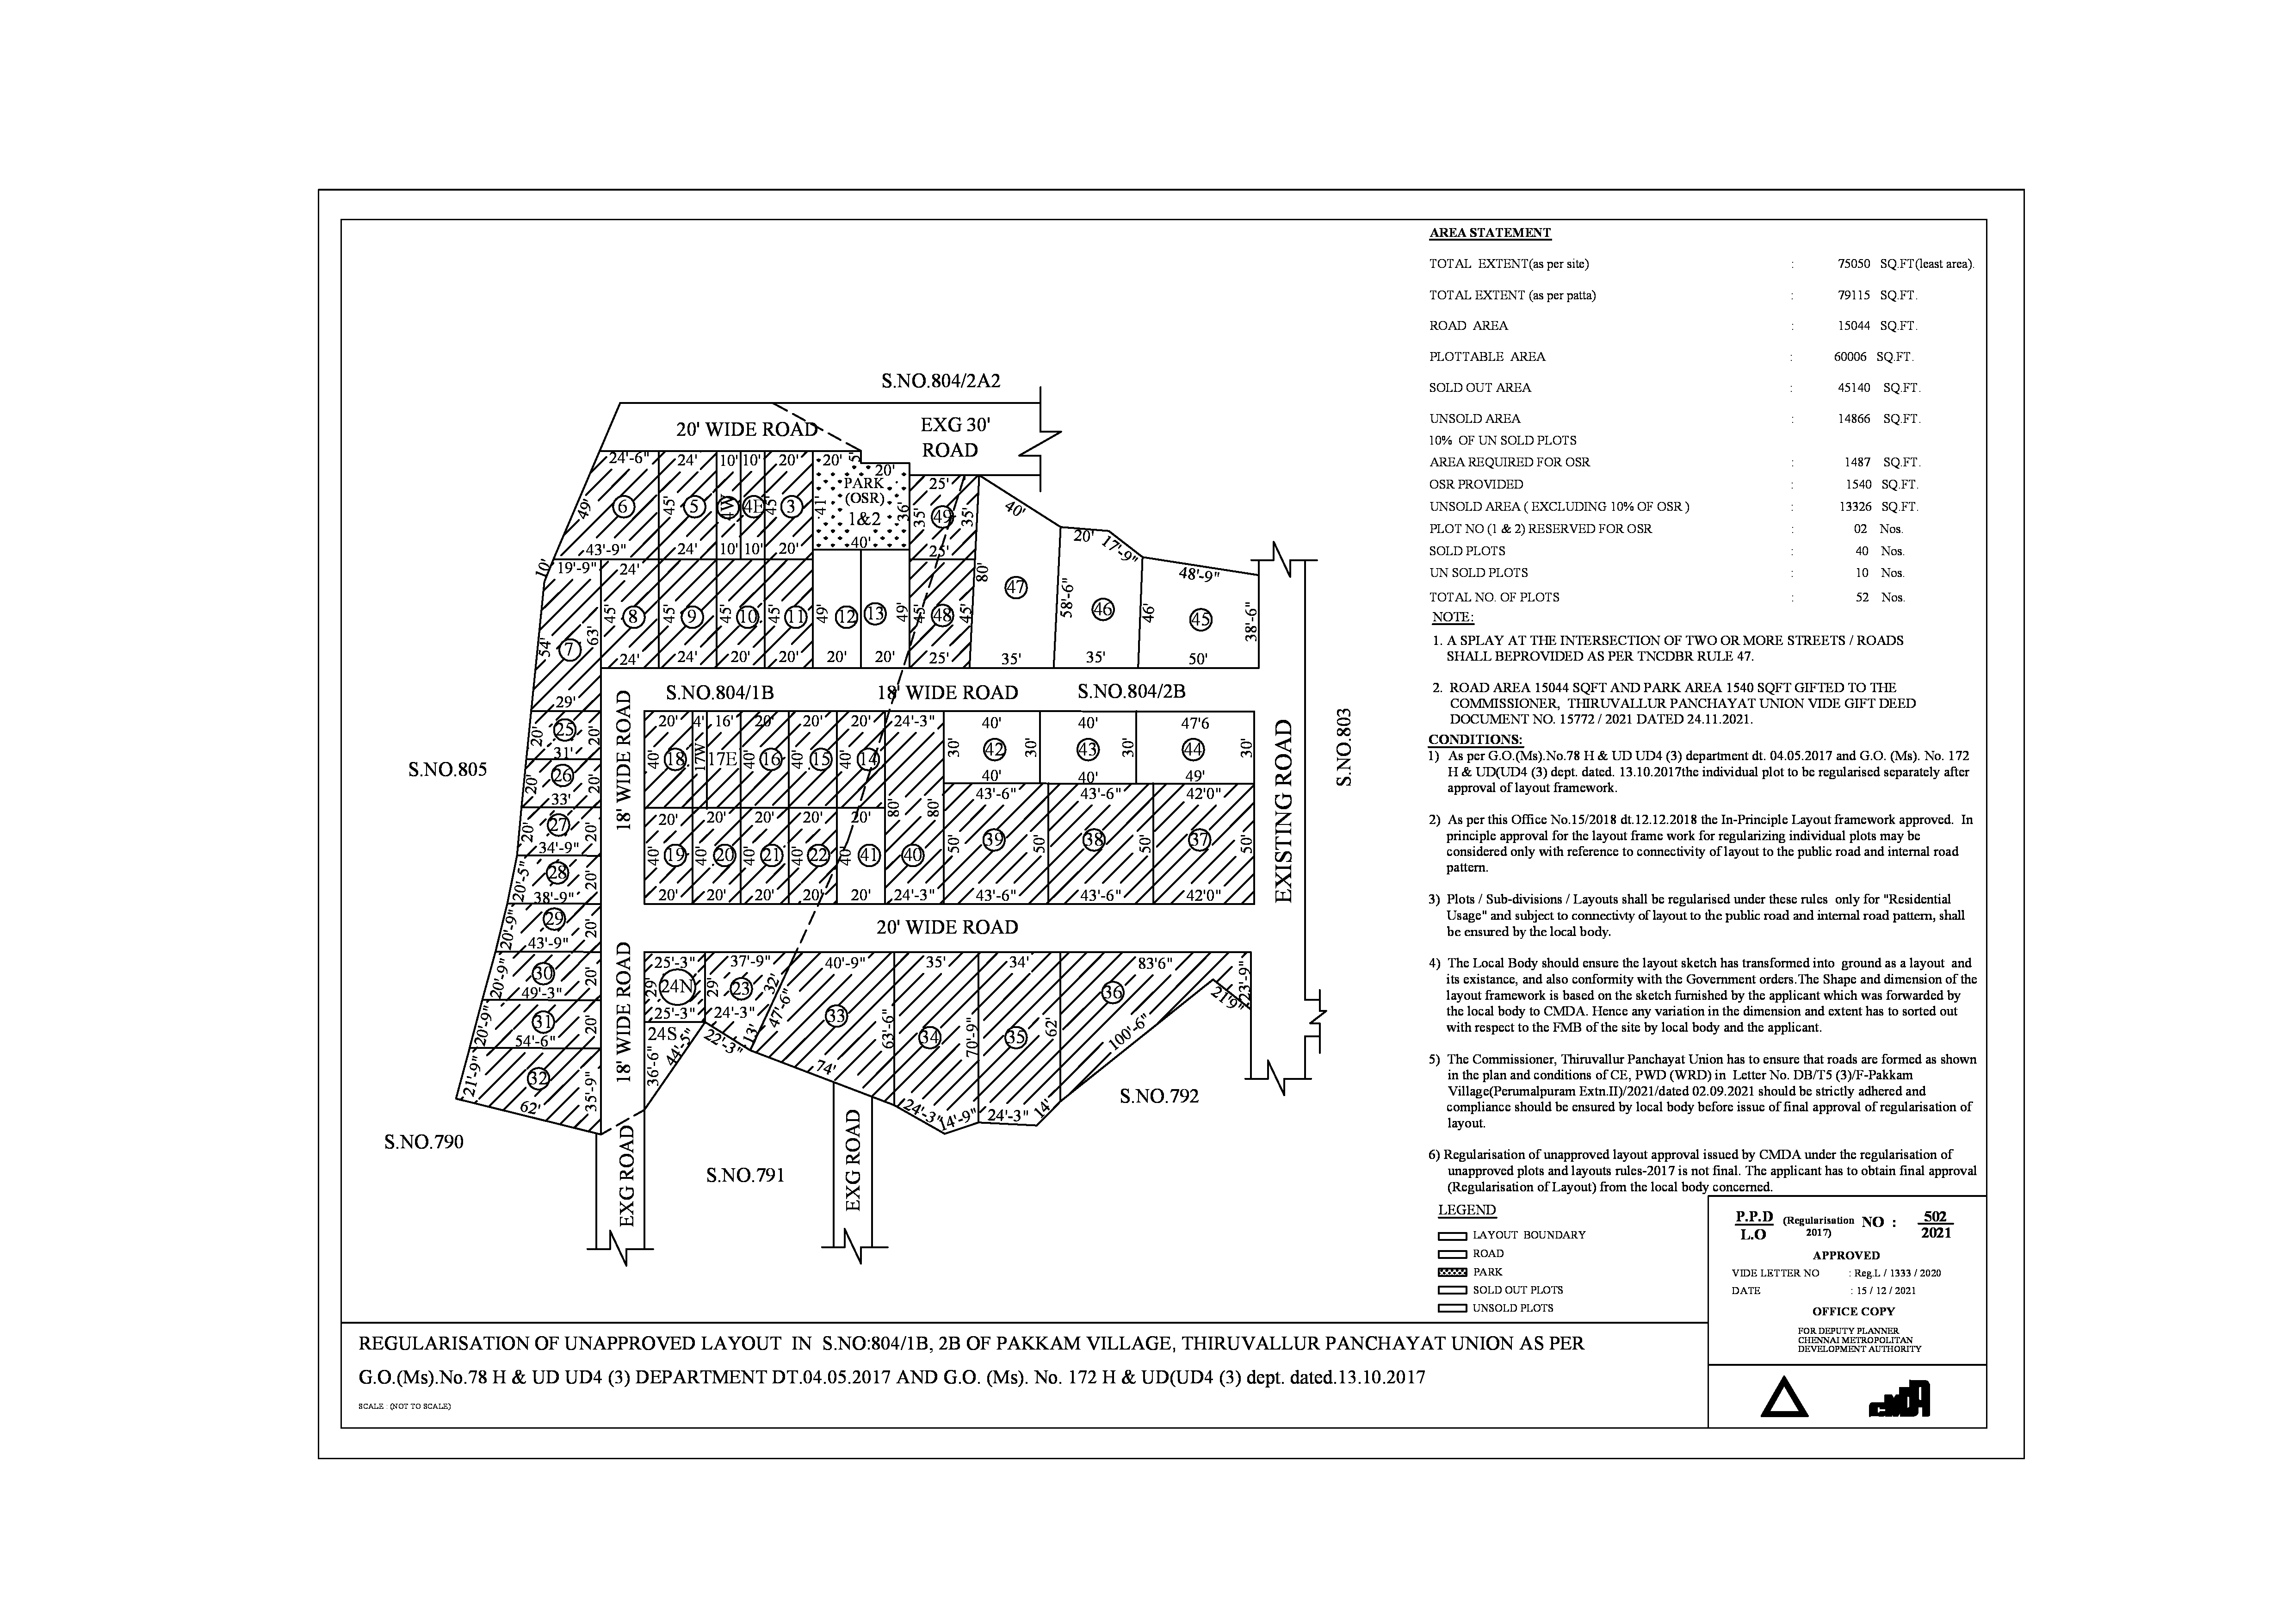 S.NO.804/2A2
20' WIDE ROAD
EXG 30'
ROAD
24'-6" 24' 10' 10' 20' 20' 5' 20'
PARK
(OSR)
1&2
49' 6 45' 5 4W 4E 45' 3 41' 36' 35' 49 35' 25'
43'-9" 24' 10' 10' 20' 40' 25'
40' 20' 17'-9" 48'-9"
10' 19'-9" 24'
54' 7 63' 45' 8 45' 9 45' 10 45' 11 49' 12 13 49' 45' 48 45' 80' 47 58'-6" 46 46' 45 38'-6"
24' 24' 20' 20' 20' 20' 25' 35' 35' 50'
29'
S.NO.804/1B
18' WIDE ROAD
S.NO.804/2B
20' 25 20'
31'
20' 26 20'
33'
20' 27 20'
34'-9"
20'-5" 28 20'
38'-9"
20'-9" 29 20'
43'-9"
20'-9" 30 20'
49'-3"
20'-9" 31 20'
54'-6"
21'-9" 32 35'-9"
62'
18' WIDE ROAD
18' WIDE ROAD
20' 4' 16' 20' 20' 20' 24'-3" 40' 40' 47'6
40' 18 17W 17E 40' 16 40' 15 40' 14 30' 42 30' 43 30' 44 30'
40' 40' 49'
20' 20' 20' 20' 20' 80' 80' 43'-6" 43'-6" 42'0"
40' 19 40' 20 40' 21 40' 22 40' 41 40 50' 39 50' 38 50' 37 50'
20' 20' 20' 20' 20' 24'-3" 43'-6" 43'-6" 42'0"
20' WIDE ROAD
EXISTING ROAD
S.NO.803
S.NO.805
25'-3" 37'-9" 40'-9" 35' 34' 83'6"
29' 24N 29' 23 32' 47'-6" 33 63'-6" 34 70'-9" 35 62' 36 21'9" 23'-9"
25'-3" 24'-3" 13'
24S 36'-6" 44'-5" 22'-3" 74' 24'-3" 14'-9" 24'-3" 14' 100'-6"
S.NO.792
S.NO.790
S.NO.791
EXG ROAD
EXG ROAD
AREA STATEMENT
TOTAL EXTENT(as per site) : 75050 SQ.FT(least area).
TOTAL EXTENT (as per patta) : 79115 SQ.FT.
ROAD AREA : 15044 SQ.FT.
PLOTTABLE AREA : 60006 SQ.FT.
SOLD OUT AREA : 45140 SQ.FT.
UNSOLD AREA : 14866 SQ.FT.
10% OF UN SOLD PLOTS
AREA REQUIRED FOR OSR : 1487 SQ.FT.
OSR PROVIDED : 1540 SQ.FT.
UNSOLD AREA ( EXCLUDING 10% OF OSR ) : 13326 SQ.FT.
PLOT NO (1 & 2) RESERVED FOR OSR : 02 Nos.
SOLD PLOTS : 40 Nos.
UN SOLD PLOTS : 10 Nos.
TOTAL NO. OF PLOTS : 52 Nos.
NOTE:
1. A SPLAY AT THE INTERSECTION OF TWO OR MORE STREETS / ROADS
SHALL BEPROVIDED AS PER TNCDBR RULE 47.
2. ROAD AREA 15044 SQFT AND PARK AREA 1540 SQFT GIFTED TO THE
COMMISSIONER, THIRUVALLUR PANCHAYAT UNION VIDE GIFT DEED
DOCUMENT NO. 15772 / 2021 DATED 24.11.2021.
CONDITIONS:
1) As per G.O.(Ms).No.78 H & UD UD4 (3) department dt. 04.05.2017 and G.O. (Ms). No. 172
H & UD(UD4 (3) dept. dated. 13.10.2017the individual plot to be regularised separately after
approval of layout framework.
2) As per this Office No.15/2018 dt.12.12.2018 the In-Principle Layout framework approved. In
principle approval for the layout frame work for regularizing individual plots may be
considered only with reference to connectivity of layout to the public road and internal road
pattern.
3) Plots / Sub-divisions / Layouts shall be regularised under these rules only for "Residential
Usage" and subject to connectivty of layout to the public road and internal road pattern, shall
be ensured by the local body.
4) The Local Body should ensure the layout sketch has transformed into ground as a layout and
its existance, and also conformity with the Government orders.The Shape and dimension of the
layout framework is based on the sketch furnished by the applicant which was forwarded by
the local body to CMDA. Hence any variation in the dimension and extent has to sorted out
with respect to the FMB of the site by local body and the applicant.
5) The Commissioner, Thiruvallur Panchayat Union has to ensure that roads are formed as shown
in the plan and conditions of CE, PWD (WRD) in Letter No. DB/T5 (3)/F-Pakkam
Village(Perumalpuram Extn.II)/2021/dated 02.09.2021 should be strictly adhered and
compliance should be ensured by local body before issue of final approval of regularisation of
layout.
6) Regularisation of unapproved layout approval issued by CMDA under the regularisation of
unapproved plots and layouts rules-2017 is not final. The applicant has to obtain final approval
(Regularisation of Layout) from the local body concerned.
LEGEND
LAYOUT BOUNDARY
ROAD
PARK
SOLD OUT PLOTS
UNSOLD PLOTS
P.P.D
L.O
(Regularisation
2017)
NO :
502
2021
APPROVED
VIDE LETTER NO : Reg.L / 1333 / 2020
DATE : 15 / 12 / 2021
OFFICE COPY
FOR DEPUTY PLANNER
CHENNAI METROPOLITAN
DEVELOPMENT AUTHORITY
CMDA
REGULARISATION OF UNAPPROVED LAYOUT IN S.NO:804/1B, 2B OF PAKKAM VILLAGE, THIRUVALLUR PANCHAYAT UNION AS PER
G.O.(Ms).No.78 H & UD UD4 (3) DEPARTMENT DT.04.05.2017 AND G.O. (Ms). No. 172 H & UD(UD4 (3) dept. dated.13.10.2017
SCALE : (NOT TO SCALE)